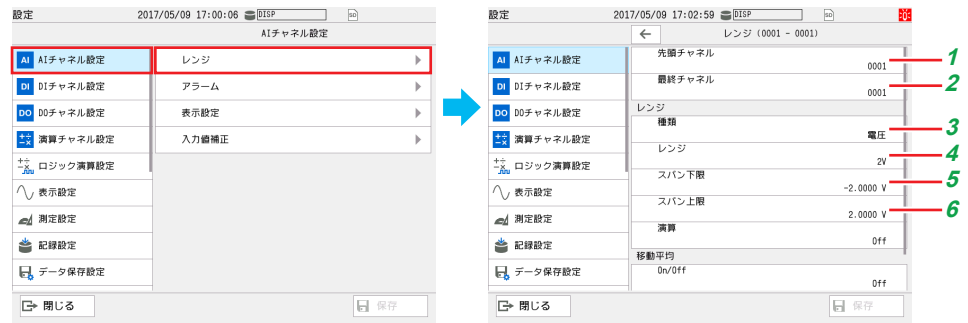 設定 2017/05/09 17:00:06 DISP SD
AIチャネル設定
AI AIチャネル設定
DI DIチャネル設定
DO DOチャネル設定
演算チャネル設定
ロジック演算設定
表示設定
測定設定
記録設定
データ保存設定
レンジ
アラーム
表示設定
入力値補正
閉じる
保存
設定 2017/05/09 17:02:59 DISP SD
レンジ (0001 - 0001)
AI AIチャネル設定
DI DIチャネル設定
DO DOチャネル設定
演算チャネル設定
ロジック演算設定
表示設定
測定設定
記録設定
データ保存設定
先頭チャネル
0001
1
最終チャネル
0001
2
レンジ
種類
電圧
3
レンジ
2V
4
スパン下限
-2.0000 V
5
スパン上限
2.0000 V
6
演算
Off
移動平均
On/Off
Off
閉じる
保存